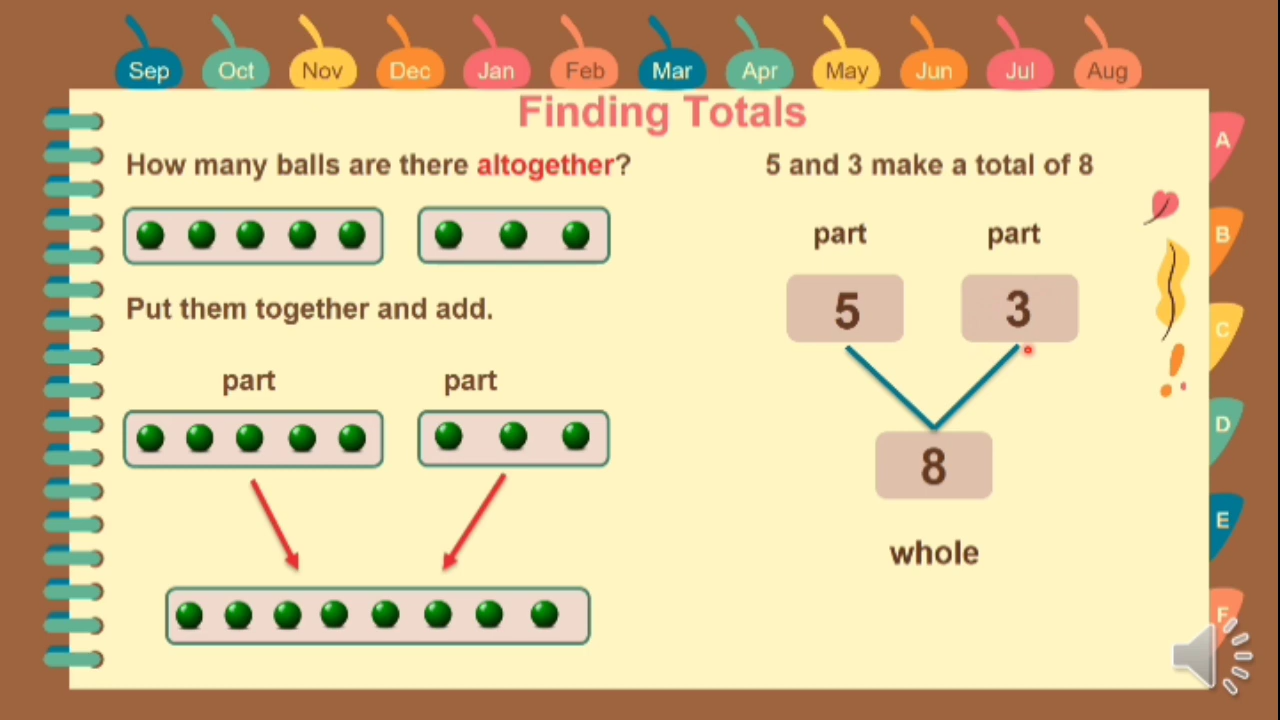 Sep Oct Nov Dec Jan Feb Mar Apr May Jun Jul Aug
Finding Totals
How many balls are there altogether?
Put them together and add.
part part
5 and 3 make a total of 8
part part
5 3
8
whole
A
B
C
D
E
F